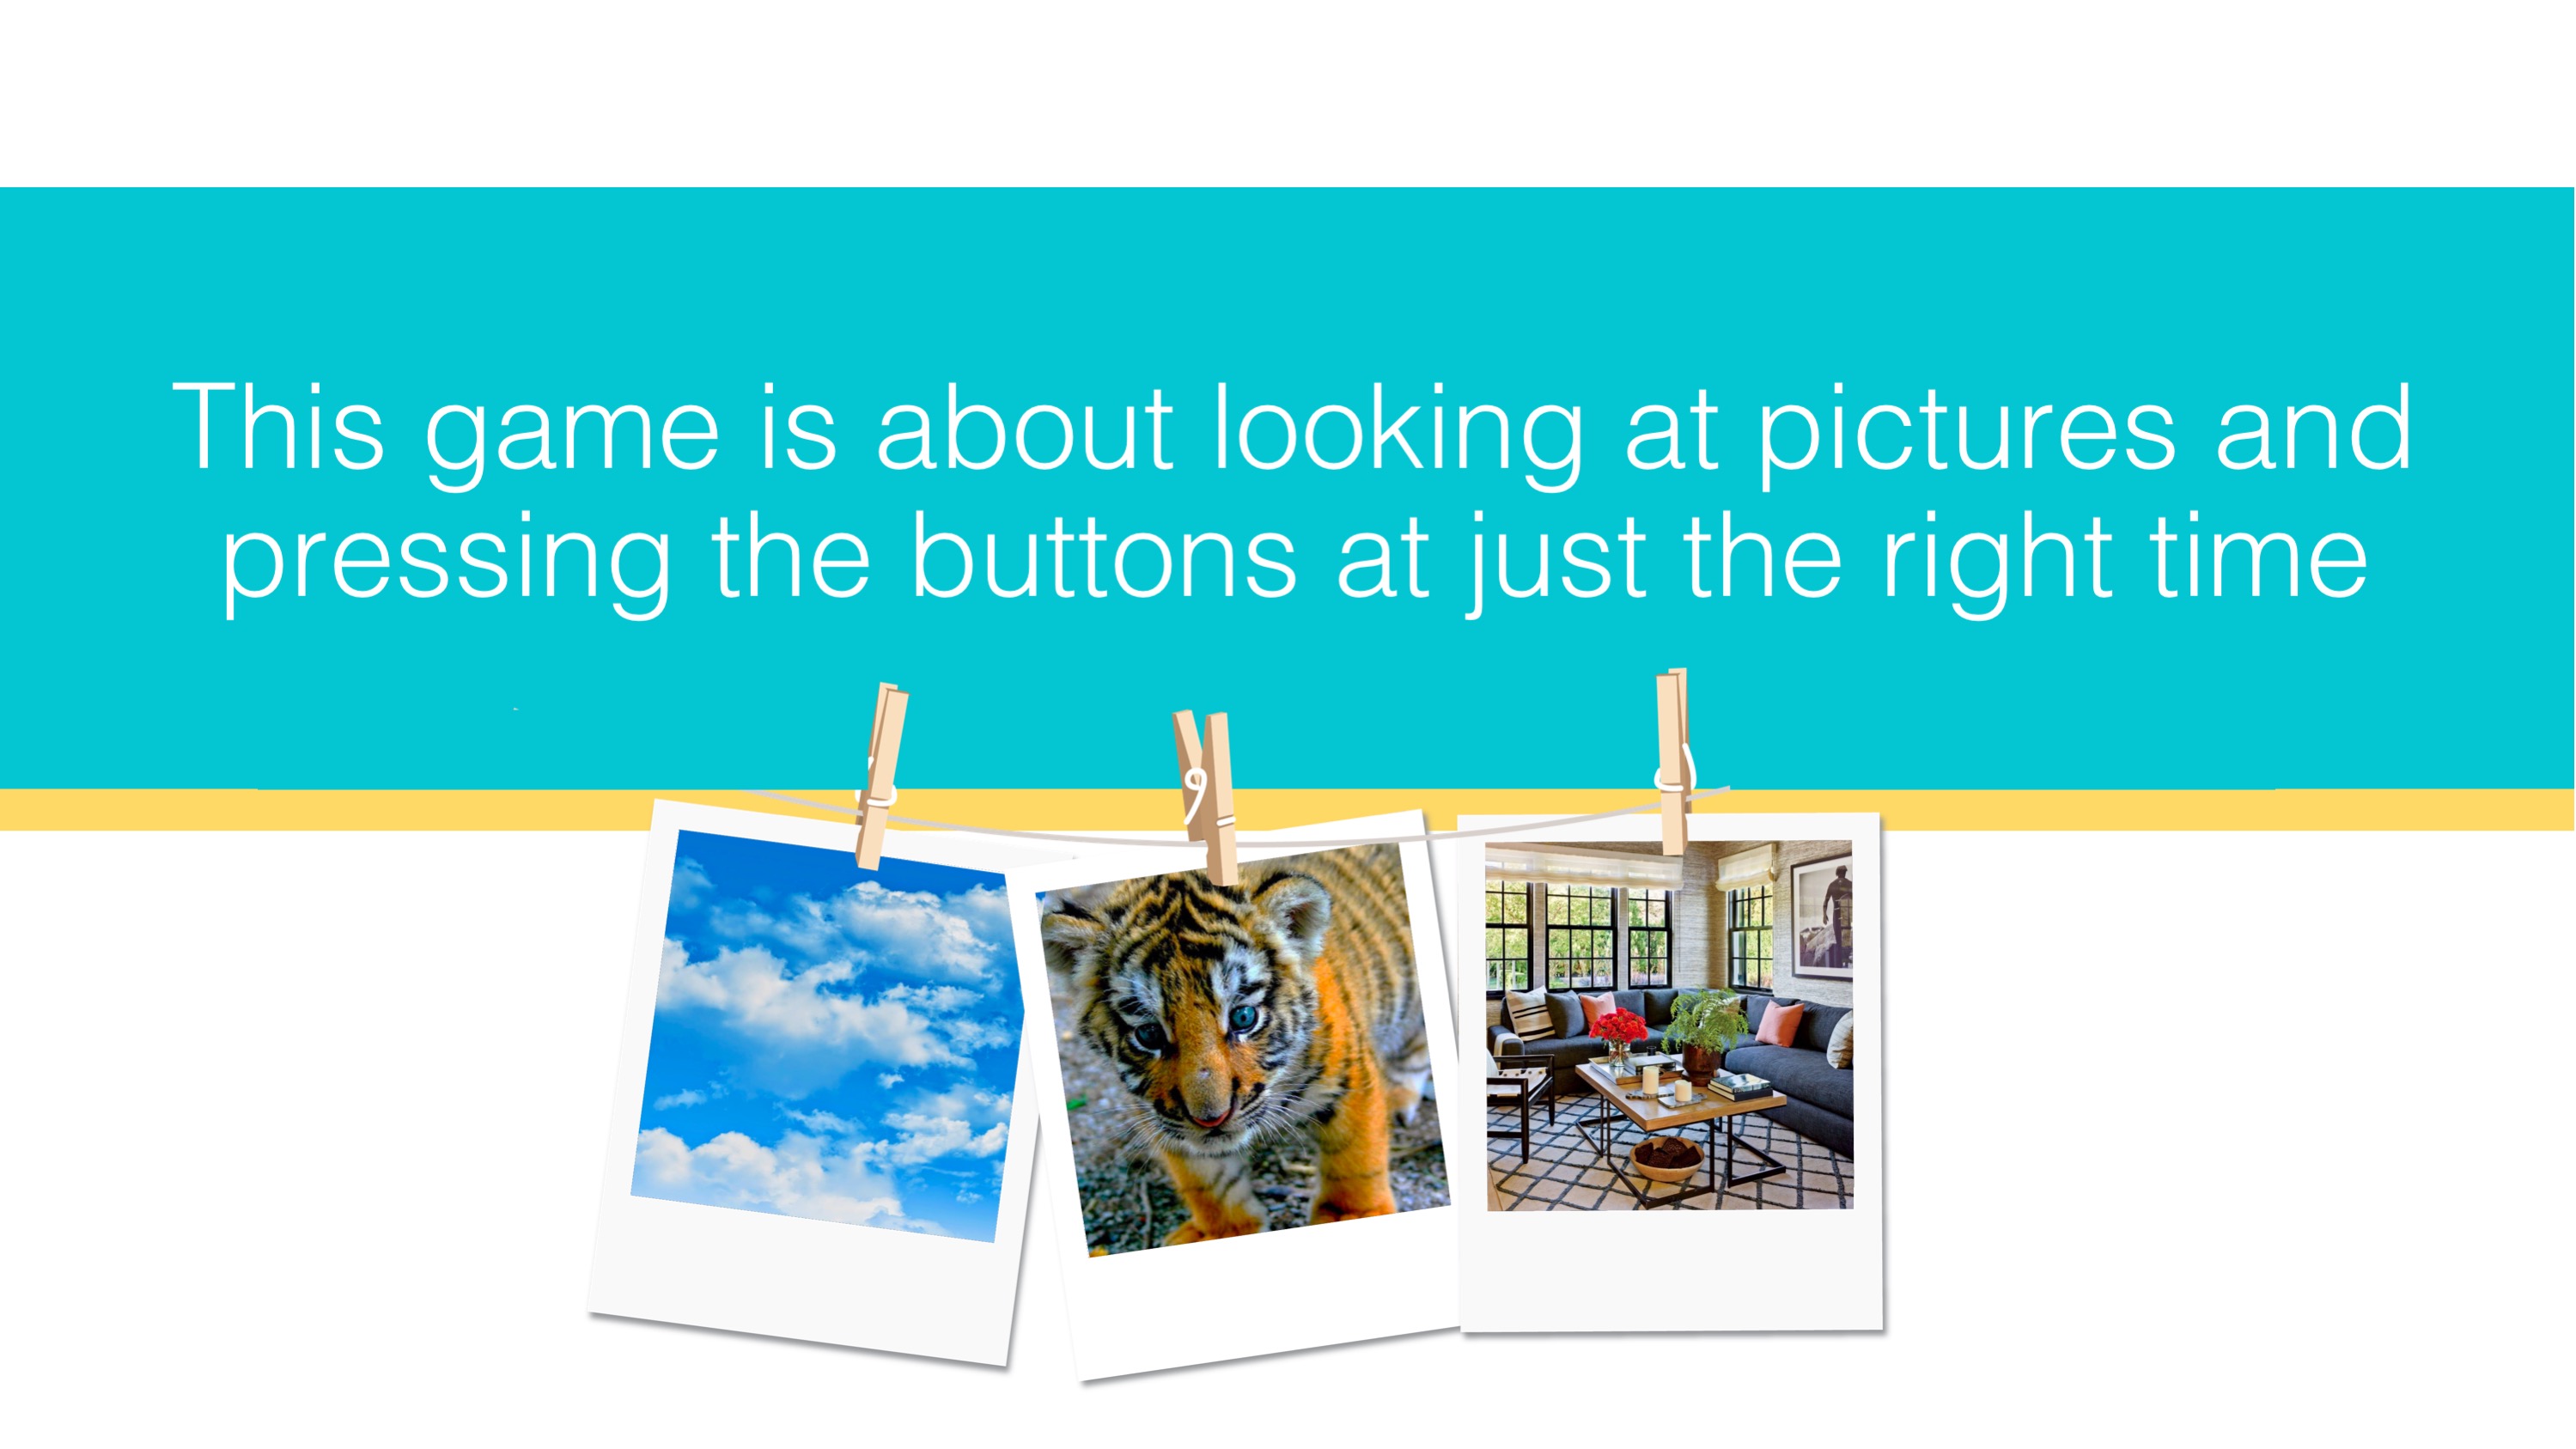 This game is about looking at pictures and
pressing the buttons at just the right time